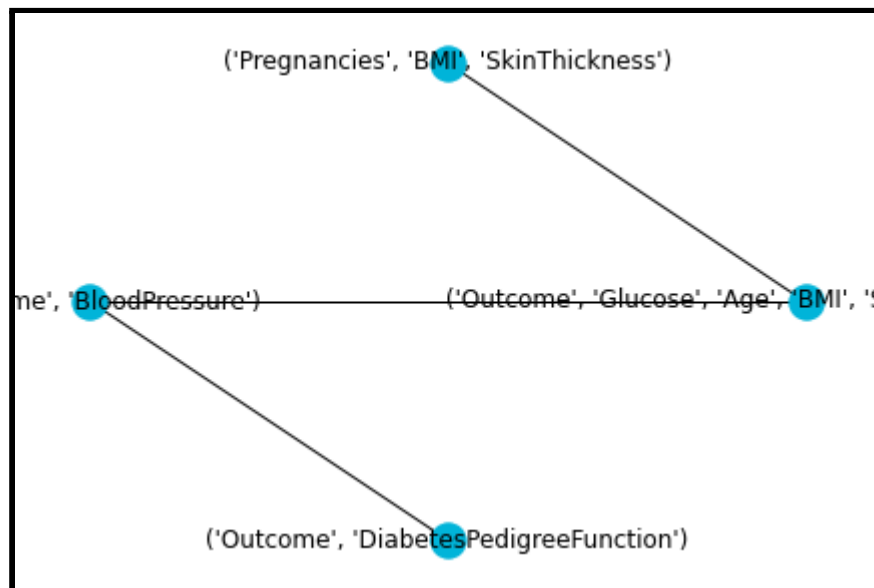 ('Pregnancies', 'BMI', 'SkinThickness')
me', 'BloodPressure')
('Outcome', 'Glucose', 'Age', 'BMI', 'S
('Outcome', 'DiabetesPedigreeFunction')